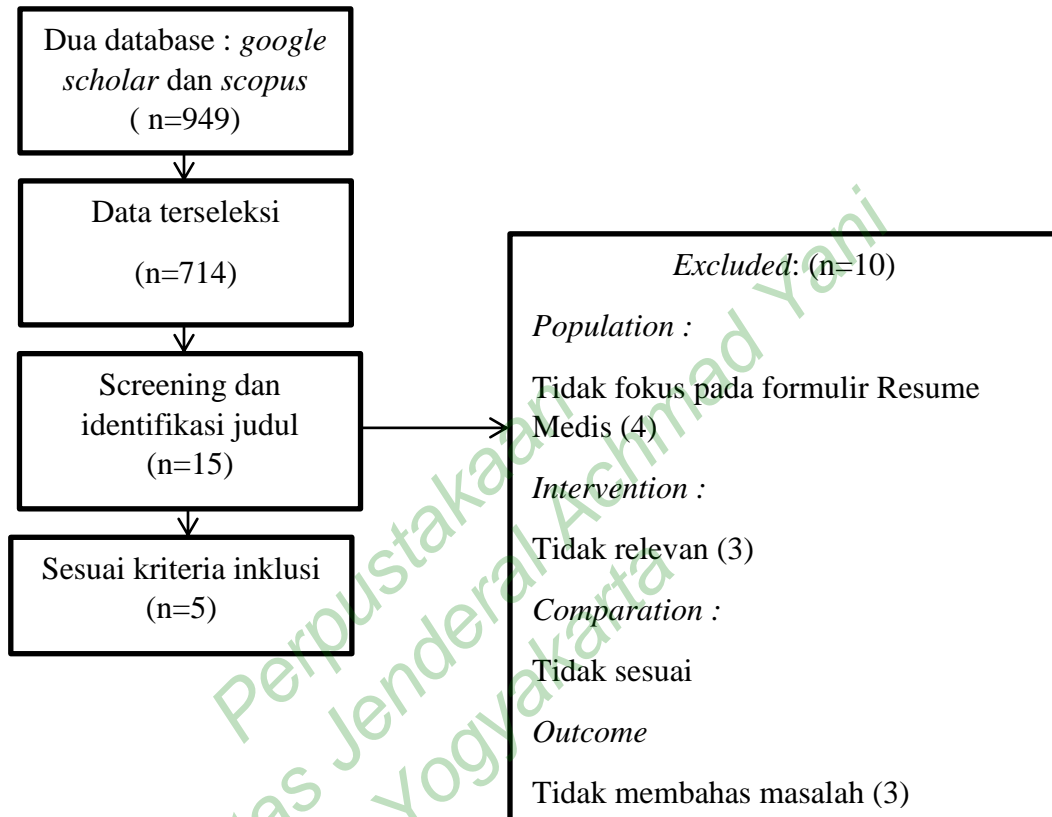 Dua database : google
scholar dan scopus
( n=949)
Data terseleksi
(n=714)
Screening dan
identifikasi judul
(n=15)
Sesuai kriteria inklusi
(n=5)
Excluded: (n=10)
Population :
Tidak fokus pada formulir Resume
Medis (4)
Intervention :
Tidak relevan (3)
Comparation :
Tidak sesuai
Outcome
Tidak membahas masalah (3)
Perpustakaan
tas Jenderal Achmad Yani
Yogyakarta